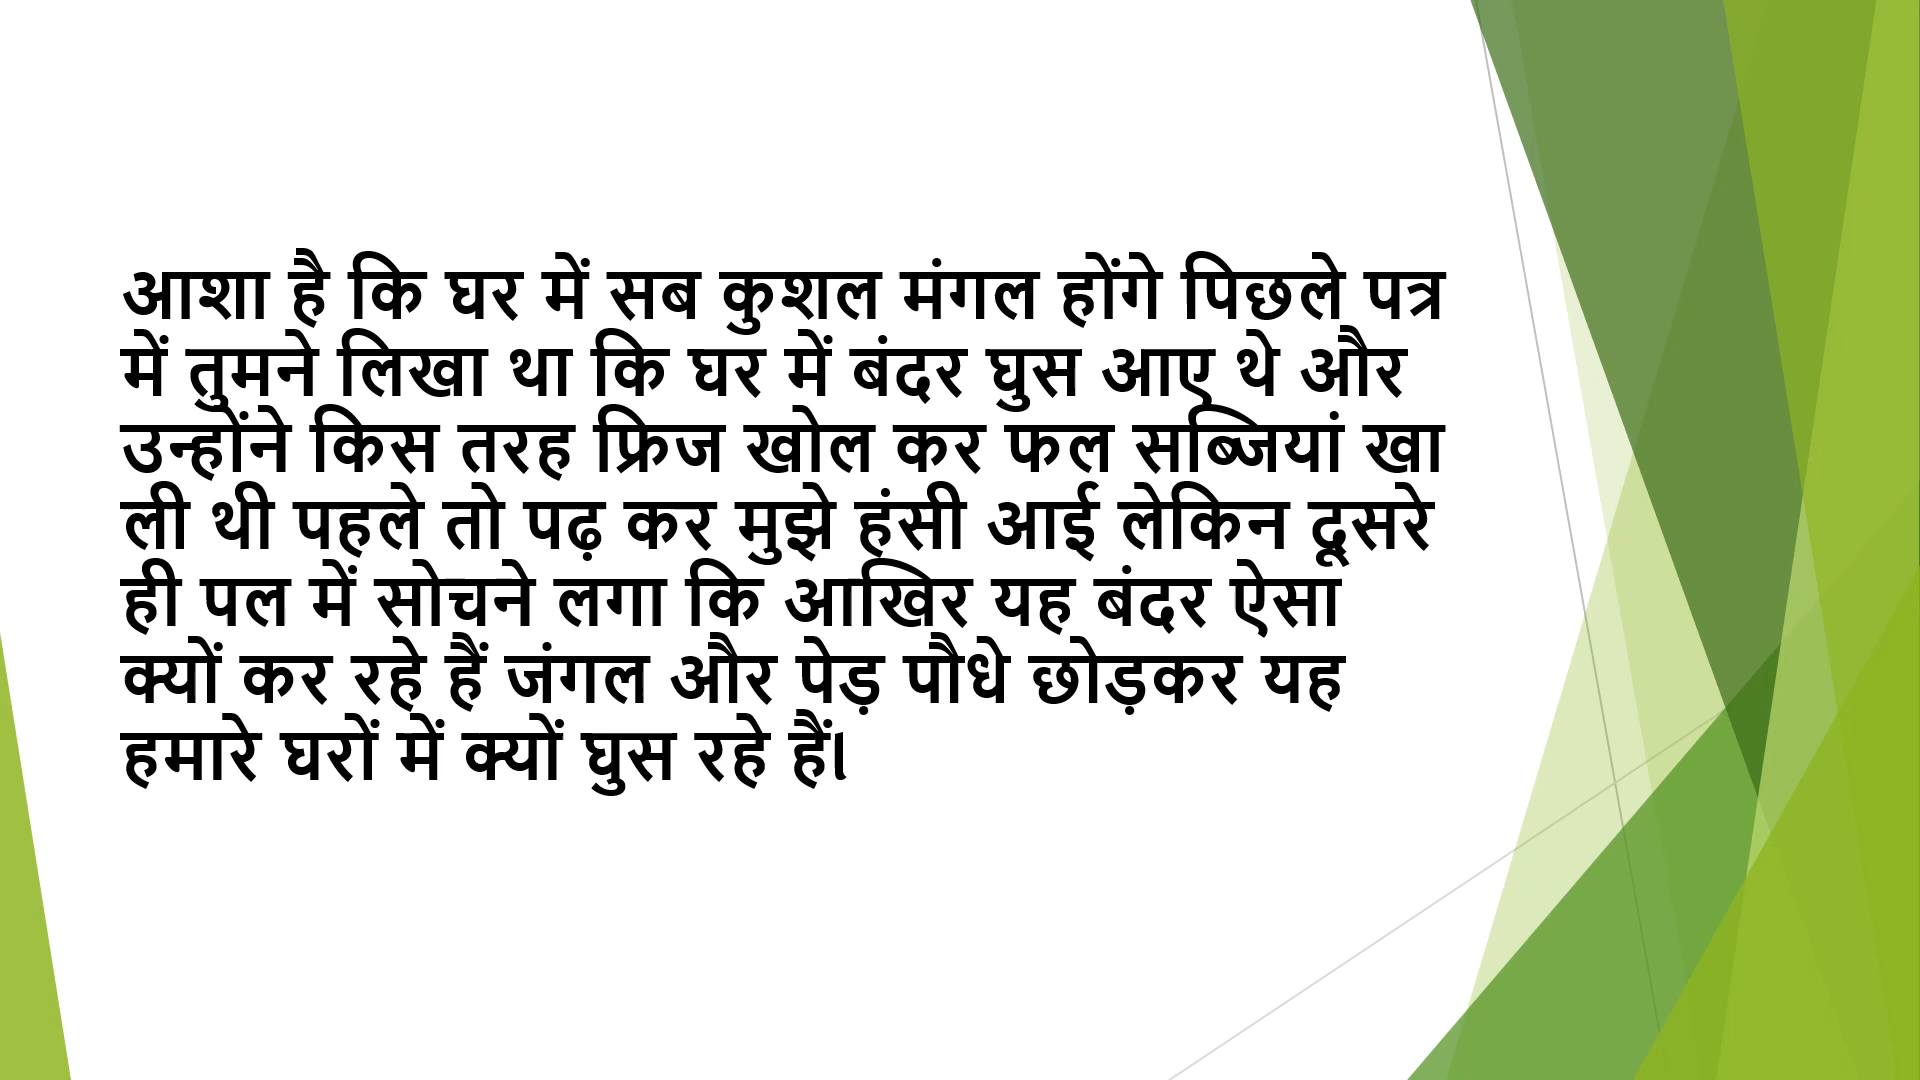 आशा है कि घर में सब कुशल मंगल होंगे पिछले पत्र
में तुमने लिखा था कि घर में बंदर घुस आए थे और
उन्होंने किस तरह फ्रिज खोल कर फल सब्जियां खा
ली थी पहले तो पढ़ कर मुझे हंसी आई लेकिन दूसरे
ही पल में सोचने लगा कि आखिर यह बंदर ऐसा
क्यों कर रहे हैं जंगल और पेड़ पौधे छोड़कर यह
हमारे घरों में क्यों घुस रहे हैं।